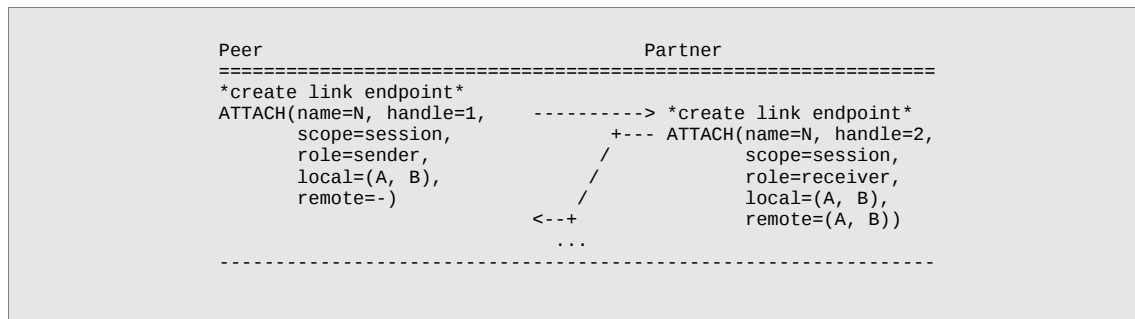 Peer                                          Partner
================================================================
*create link endpoint*
ATTACH(name=N, handle=1,    ----------> *create link endpoint*
       scope=session,              +--- ATTACH(name=N, handle=2,
       role=sender,               /            scope=session,
       local=(A, B),             /             role=receiver,
       remote=-)                /              local=(A, B),
                            <--+               remote=(A, B))
                              ...
----------------------------------------------------------------